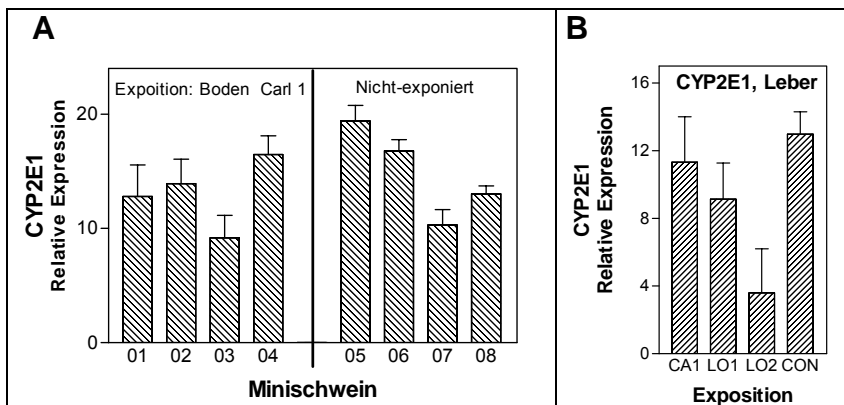 A
CYP2E1
Relative Expression
20
10
0
Expoition: Boden Carl 1
Nicht-exponiert
01 02 03 04 05 06 07 08
Minischwein
B
CYP2E1
Relative Expression
16
12
8
4
0
CYP2E1, Leber
CA1 LO1 LO2 CON
Exposition